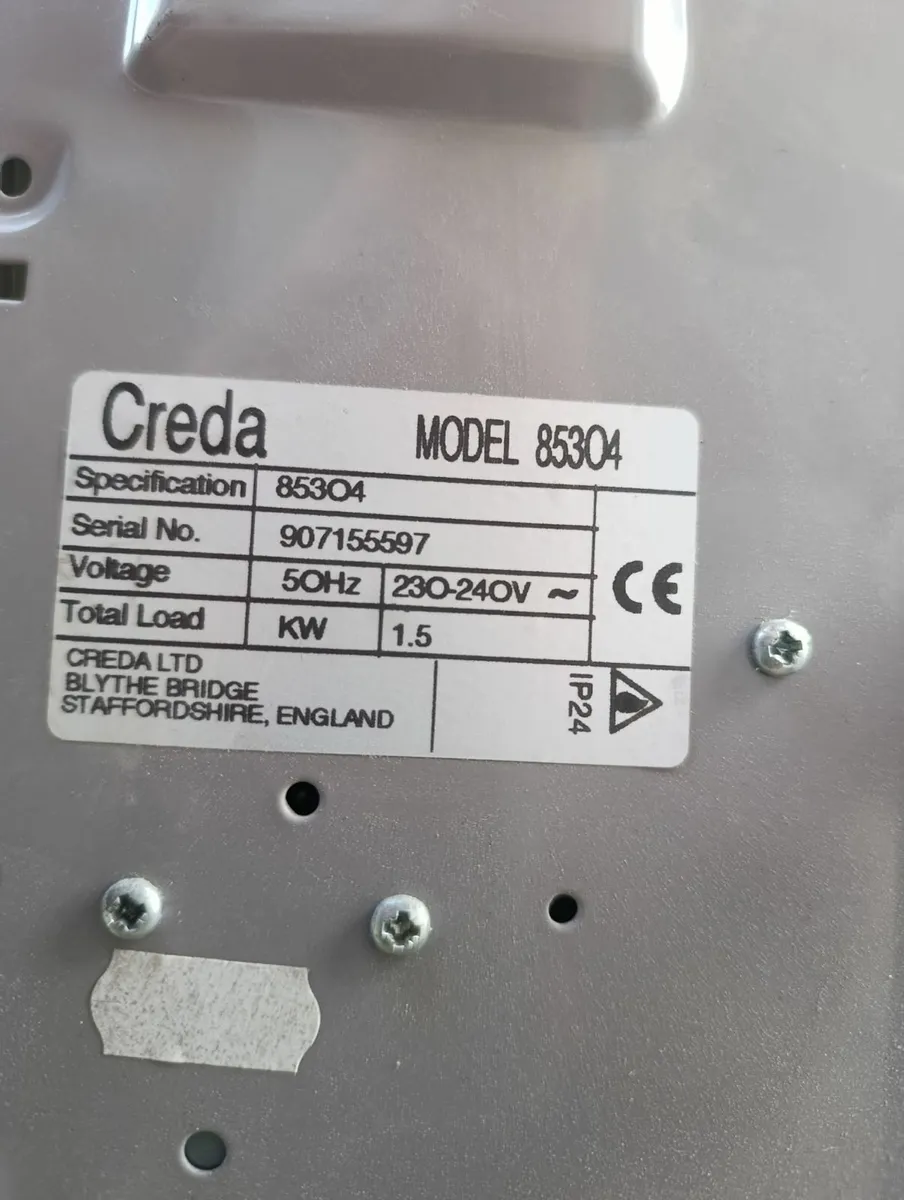 Creda MODEL 85304
Specification 85304
Serial No. 907155597
Voltage 50Hz 230-240V ~
Total Load KW 1.5
CE
CREDA LTD
BLYTHE BRIDGE
STAFFORDSHIRE, ENGLAND
IP24